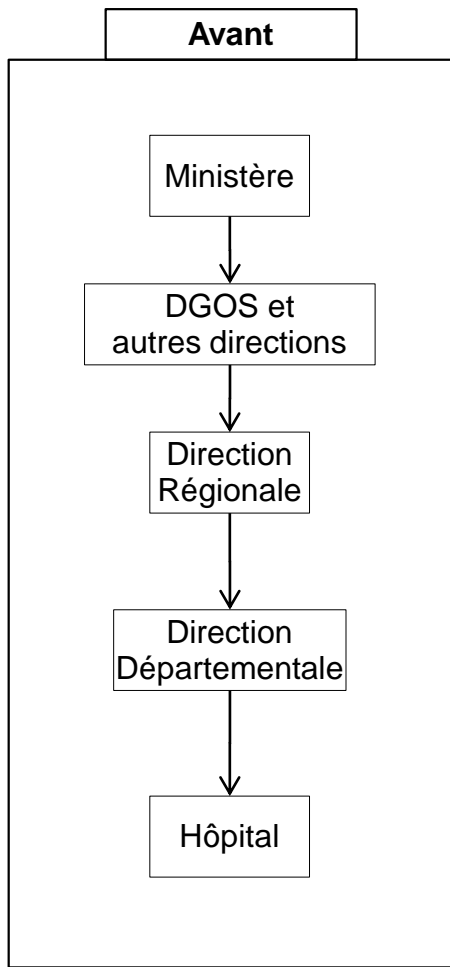 Avant
Ministère
DGOS et
autres directions
Direction
Régionale
Direction
Départementale
Hôpital